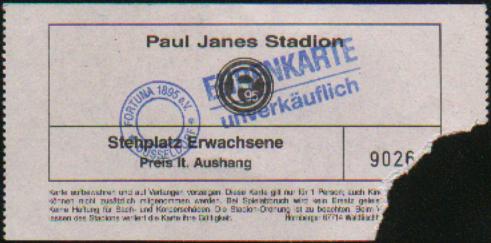 Paul Janes Stadion
EHRENKARTE
unverkäuflich
FORTUNA 1895 e.V.
DÜSSELDORF
95
Stehplatz Erwachsene
Preis lt. Aushang
9026
Karte aufbewahren und auf Verlangen vorzeigen. Diese Karte gilt nur für 1 Person; auch Kin
können nicht zusätzlich mitgenommen werden. Bei Spielabbruch wird kein Ersatz geleis
Keine Haftung für Sach- und Körperschäden. Die Stadion-Ordnung ist zu beachten. Beim V
lassen des Stadions verliert die Karte ihre Gültigkeit.